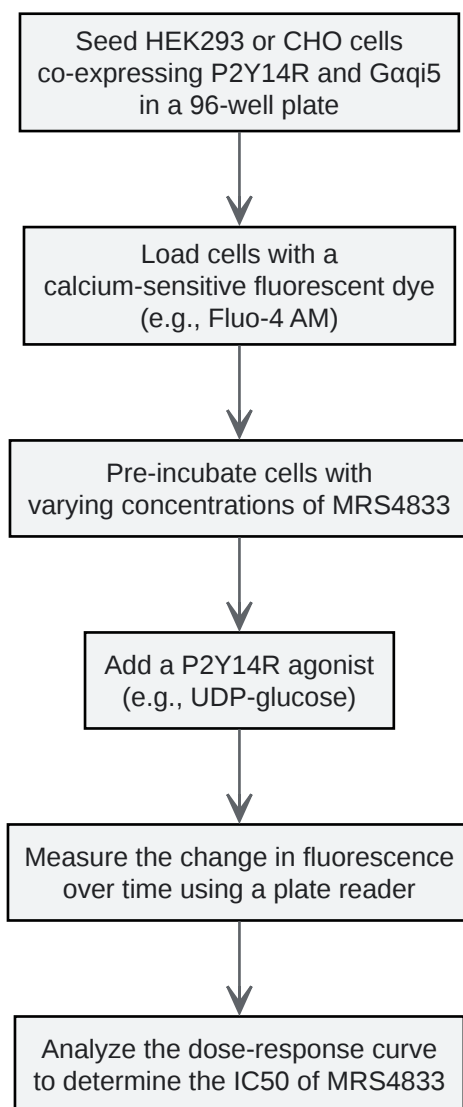 Seed HEK293 or CHO cells
co-expressing P2Y14R and Gαqi5
in a 96-well plate
Load cells with a
calcium-sensitive fluorescent dye
(e.g., Fluo-4 AM)
Pre-incubate cells with
varying concentrations of MRS4833
Add a P2Y14R agonist
(e.g., UDP-glucose)
Measure the change in fluorescence
over time using a plate reader
Analyze the dose-response curve
to determine the IC50 of MRS4833